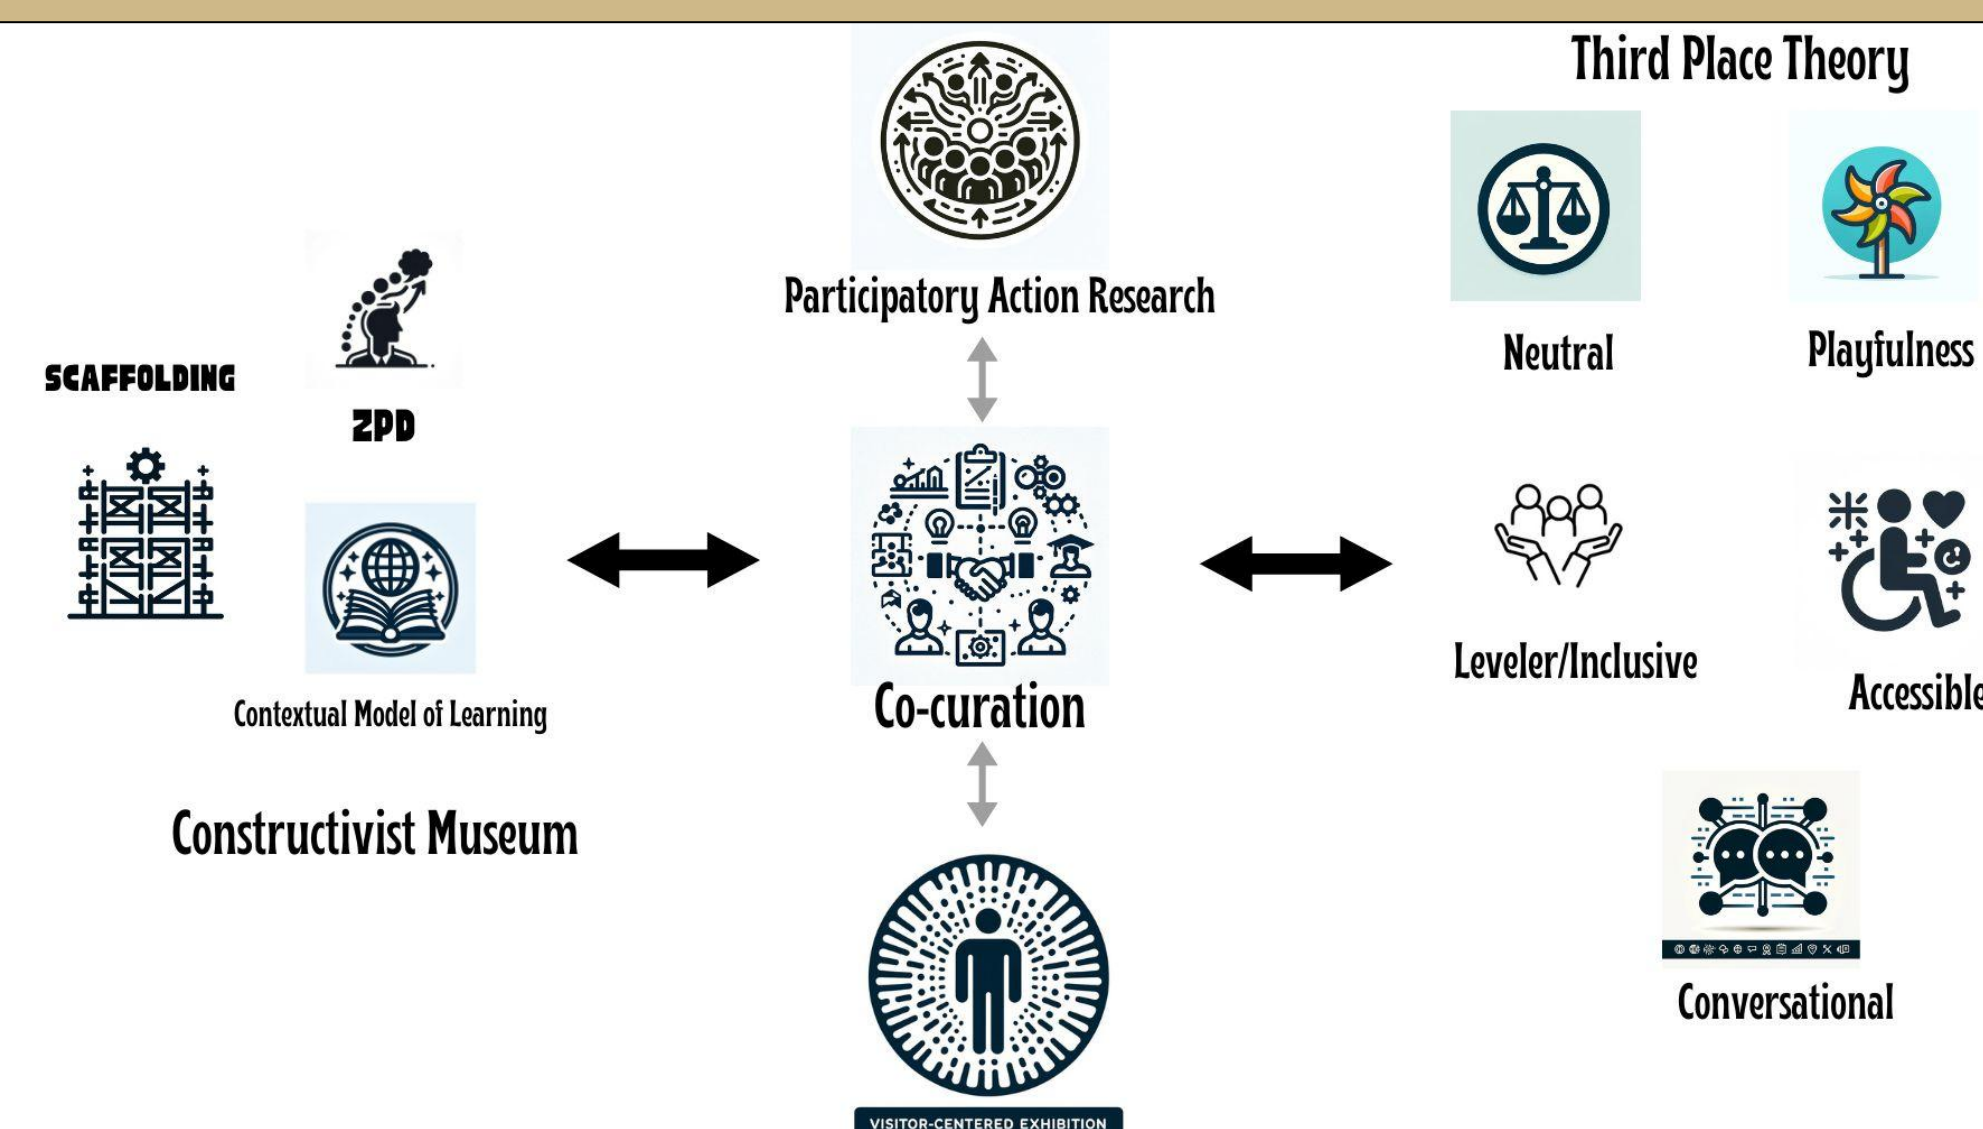 Third Place Theory
Participatory Action Research
Neutral
Playfulness
SCAFFOLDING
ZPD
Leveler/Inclusive
Accessible
Contextual Model of Learning
Co-curation
Constructivist Museum
Conversational
VISITOR-CENTERED EXHIBITION